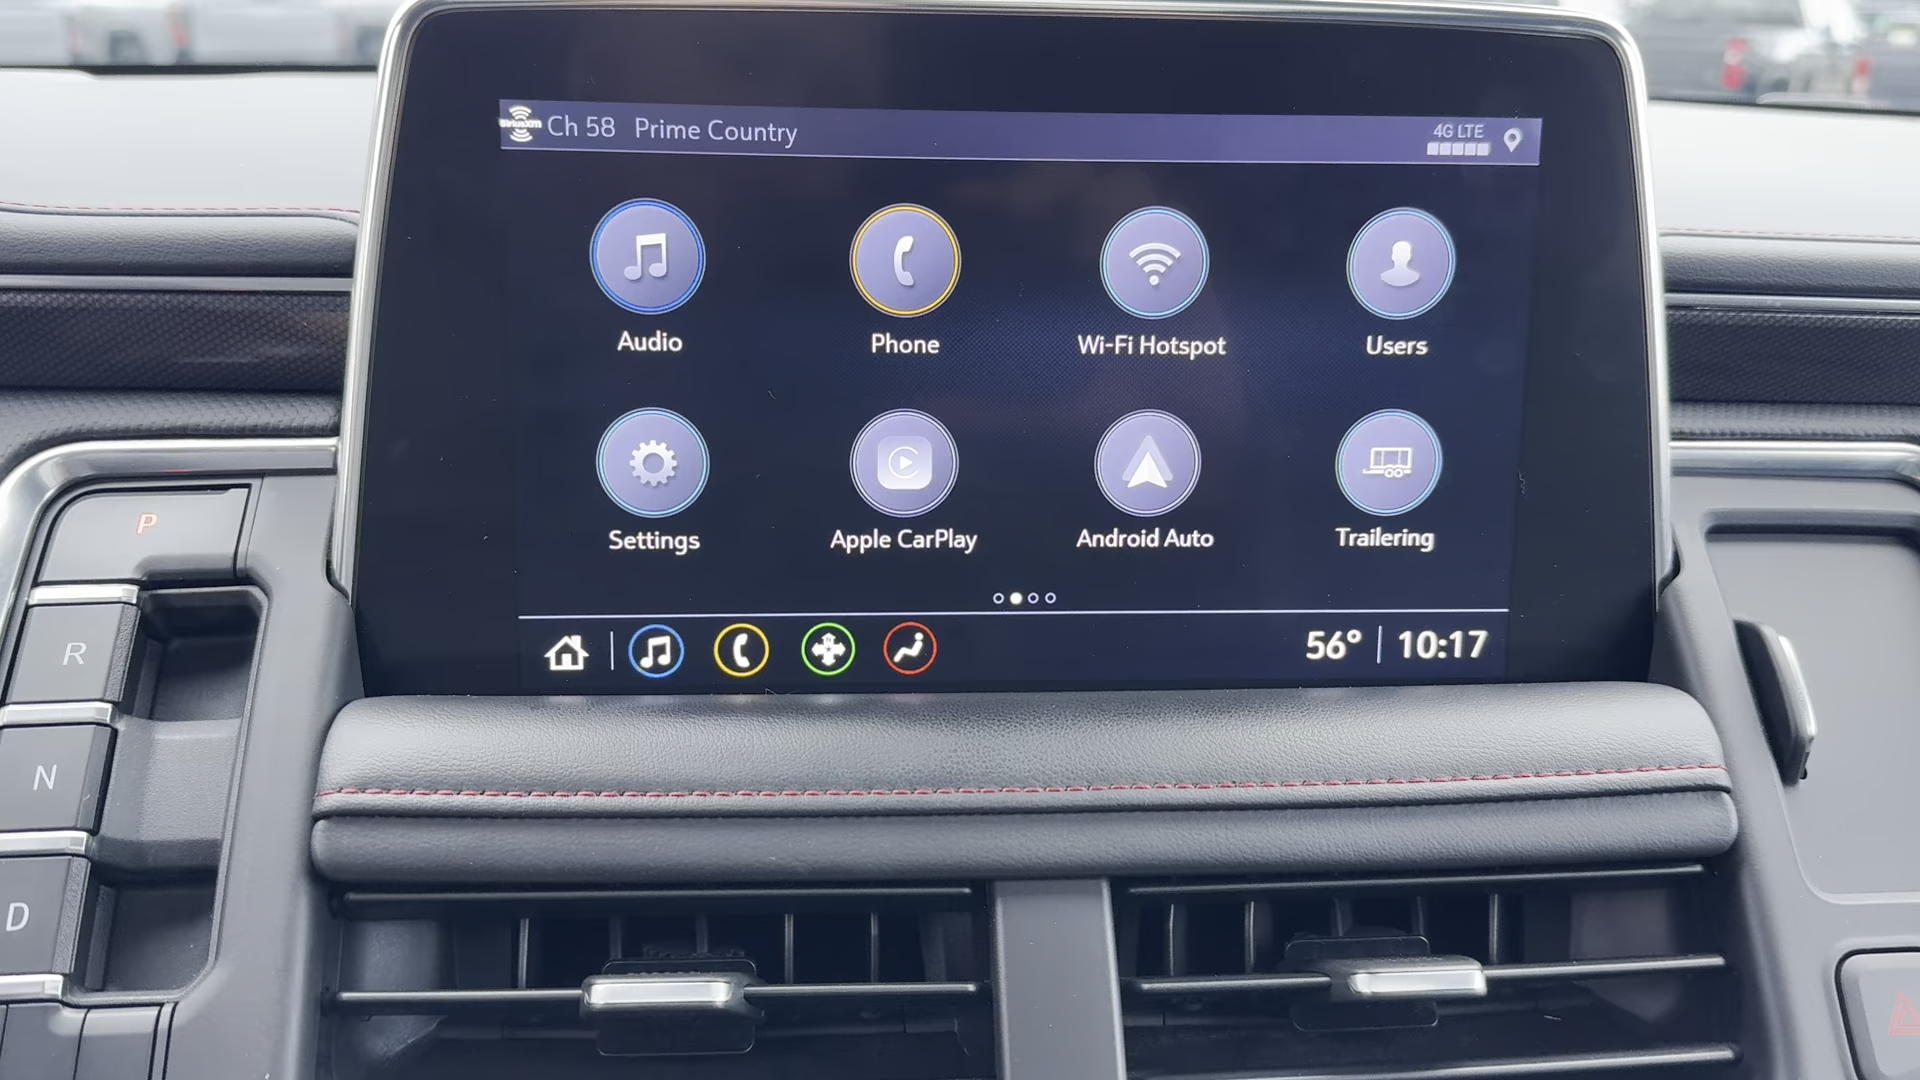 SiriusXM Ch 58 Prime Country
4G LTE
Audio Phone Wi-Fi Hotspot Users
Settings Apple CarPlay Android Auto Trailering
56° 10:17
P
R
N
D